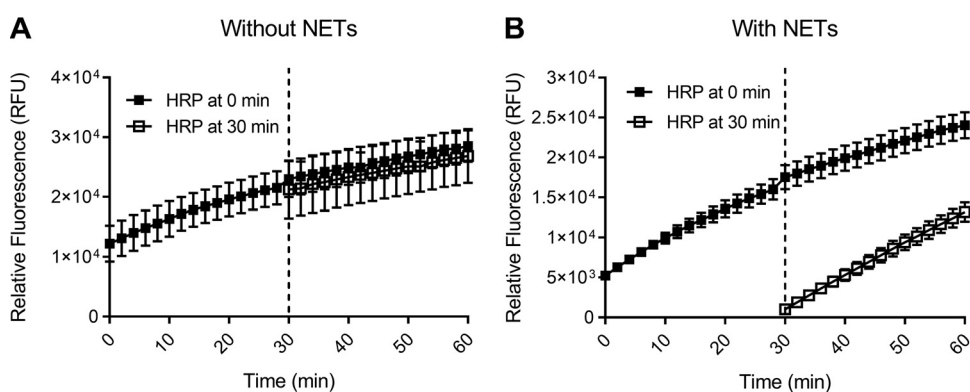 A
Without NETs
Relative Fluorescence (RFU)
4×10⁴
3×10⁴
2×10⁴
1×10⁴
0
HRP at 0 min
HRP at 30 min
0
10
20
30
40
50
60
Time (min)
B
With NETs
Relative Fluorescence (RFU)
3×10⁴
2.5×10⁴
2×10⁴
1.5×10⁴
1×10⁴
5×10³
0
HRP at 0 min
HRP at 30 min
0
10
20
30
40
50
60
Time (min)